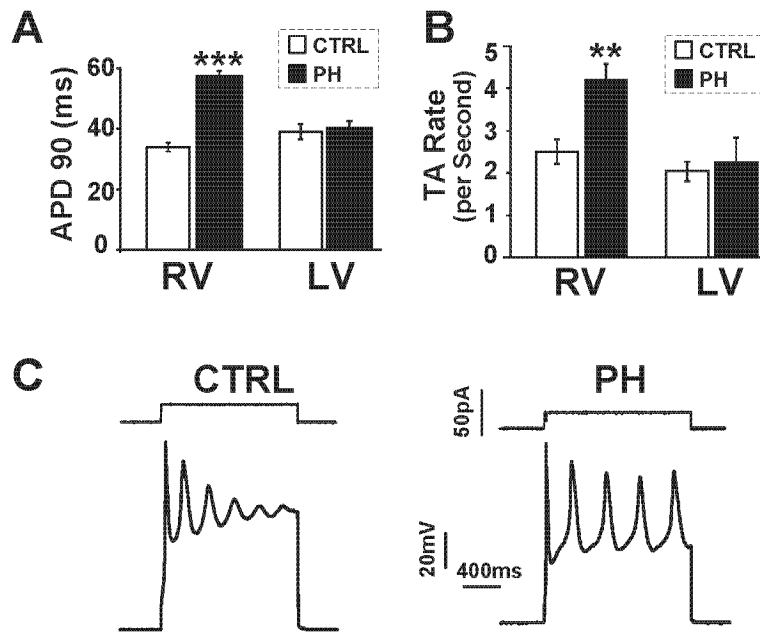 A
APD 90 (ms)
60
40
20
0
***
CTRL
PH
RV
LV
B
TA Rate
(per Second)
5
4
3
2
1
0
**
CTRL
PH
RV
LV
C
CTRL
PH
50pA
20mV
400ms